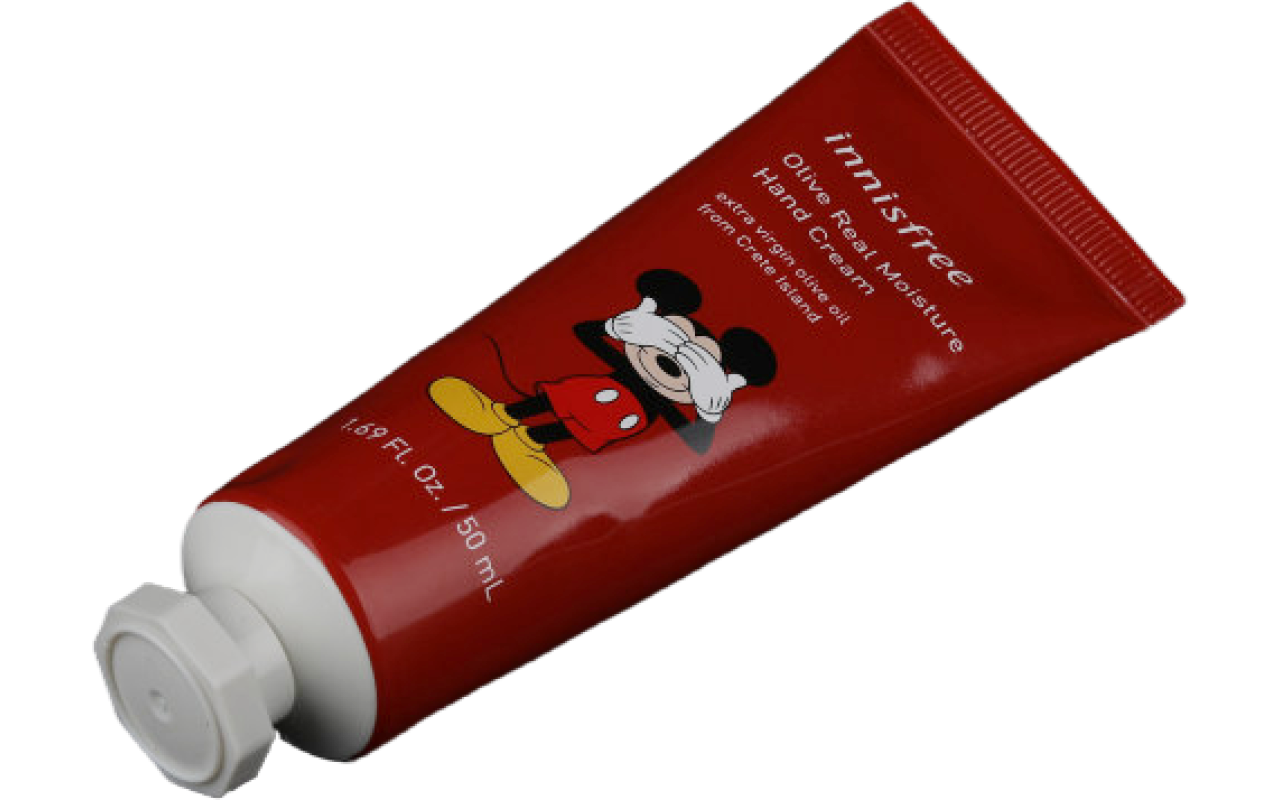 innisfree
Olive Real Moisture
Hand Cream
extra virgin olive oil
from Crete Island
1.69 Fl. Oz. / 50 mL